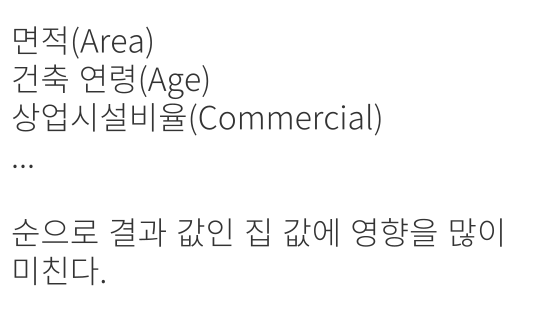 면적(Area)
건축 연령(Age)
상업시설비율(Commercial)
...
순으로 결과 값인 집 값에 영향을 많이
미친다.